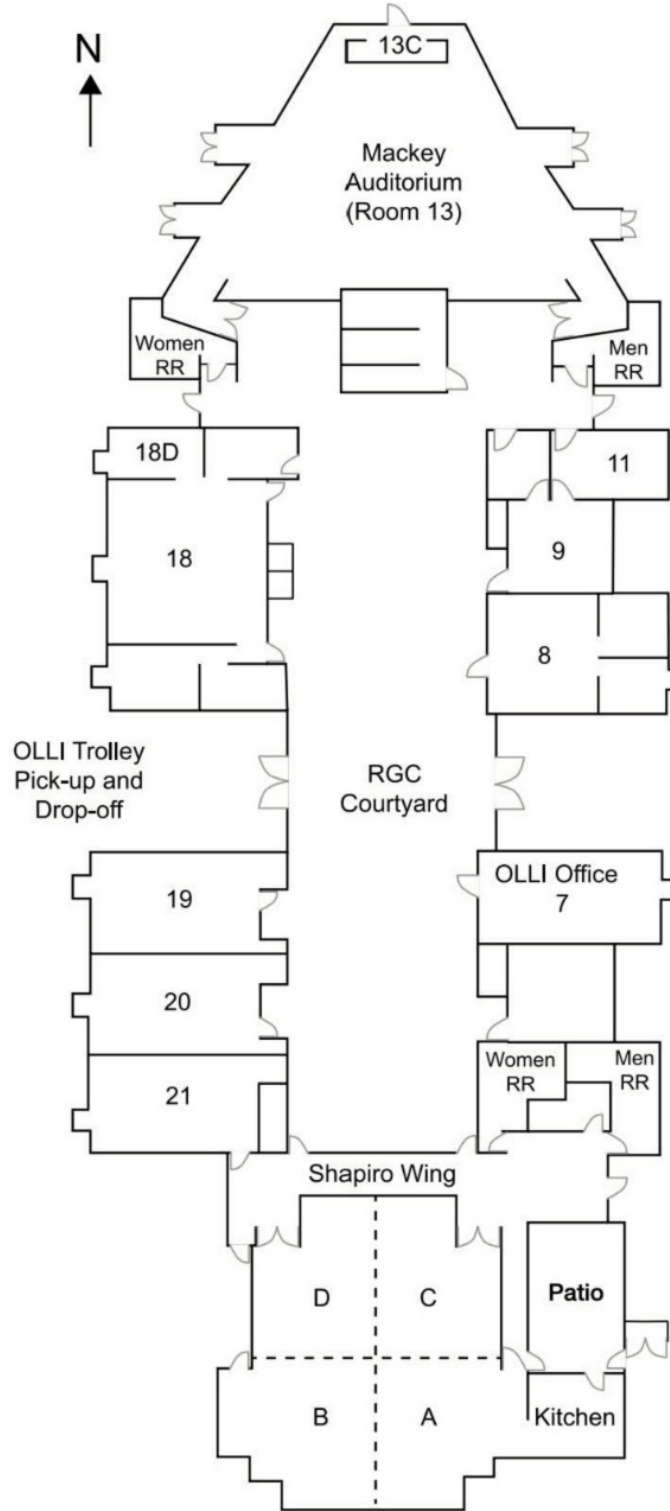 N
13C
Mackey
Auditorium
(Room 13)
Women
RR
Men
RR
18D
11
18
9
8
OLLI Trolley
Pick-up and
Drop-off
RGC
Courtyard
19
OLLI Office
7
20
Women
RR
Men
RR
21
Shapiro Wing
D
C
Patio
B
A
Kitchen